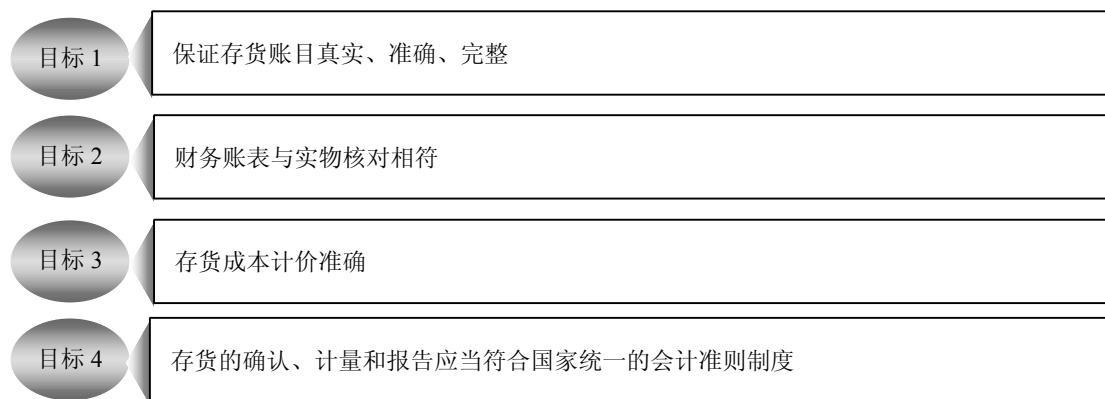 目标 1
保证存货账目真实、准确、完整
目标 2
财务账表与实物核对相符
目标 3
存货成本计价准确
目标 4
存货的确认、计量和报告应当符合国家统一的会计准则制度